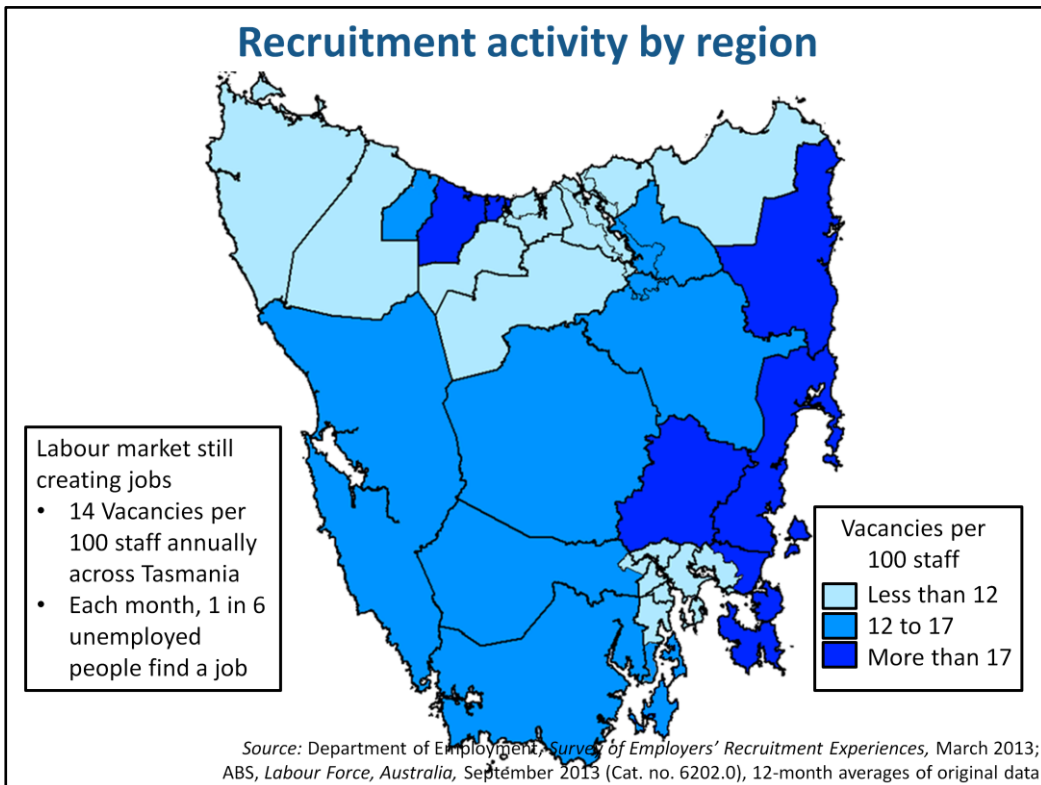 Recruitment activity by region
Labour market still
creating jobs
• 14 Vacancies per
100 staff annually
across Tasmania
• Each month, 1 in 6
unemployed
people find a job
Vacancies per
100 staff
Less than 12
12 to 17
More than 17
Source: Department of Employment, Survey of Employers' Recruitment Experiences, March 2013;
ABS, Labour Force, Australia, September 2013 (Cat. no. 6202.0), 12-month averages of original data